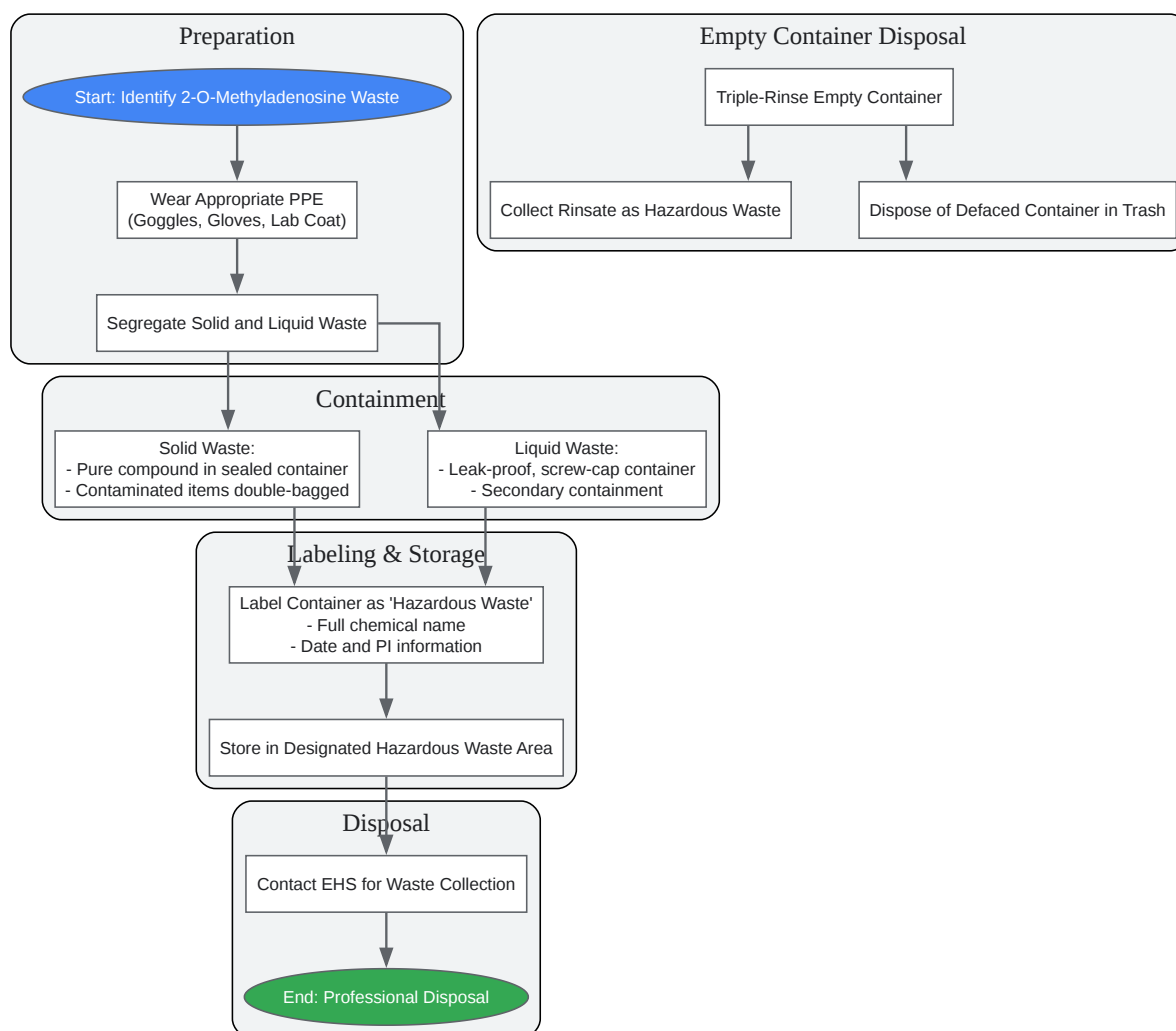 Preparation
Start: Identify 2-O-Methyladenosine Waste
Wear Appropriate PPE
(Goggles, Gloves, Lab Coat)
Segregate Solid and Liquid Waste
Empty Container Disposal
Triple-Rinse Empty Container
Collect Rinsate as Hazardous Waste
Dispose of Defaced Container in Trash
Containment
Solid Waste:
- Pure compound in sealed container
- Contaminated items double-bagged
Liquid Waste:
- Leak-proof, screw-cap container
- Secondary containment
Labeling & Storage
Label Container as 'Hazardous Waste'
- Full chemical name
- Date and PI information
Store in Designated Hazardous Waste Area
Disposal
Contact EHS for Waste Collection
End: Professional Disposal